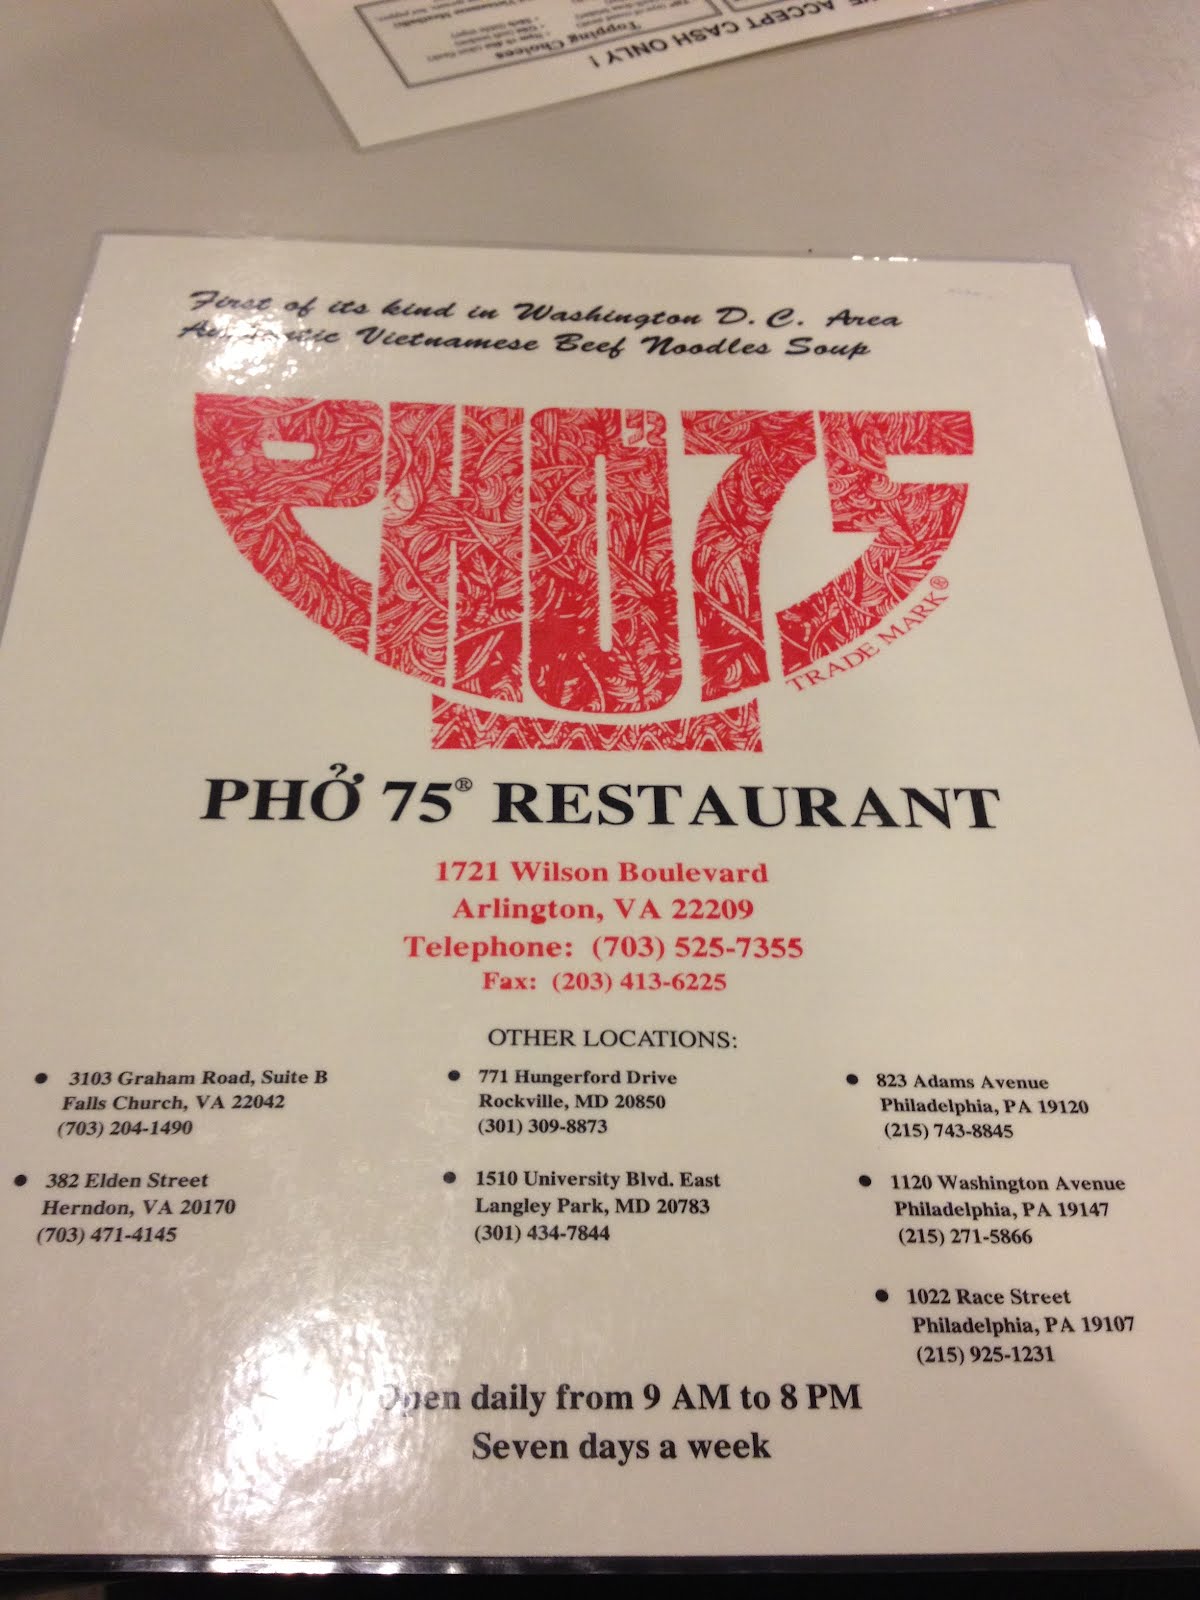 WE ACCEPT CASH ONLY !
Topping Choices
First of its kind in Washington D. C. Area
Authentic Vietnamese Beef Noodles Soup
PHO 75
TRADE MARK®
PHỞ 75® RESTAURANT
1721 Wilson Boulevard
Arlington, VA 22209
Telephone: (703) 525-7355
Fax: (203) 413-6225
OTHER LOCATIONS:
• 3103 Graham Road, Suite B
Falls Church, VA 22042
(703) 204-1490
• 382 Elden Street
Herndon, VA 20170
(703) 471-4145
• 771 Hungerford Drive
Rockville, MD 20850
(301) 309-8873
• 1510 University Blvd. East
Langley Park, MD 20783
(301) 434-7844
• 823 Adams Avenue
Philadelphia, PA 19120
(215) 743-8845
• 1120 Washington Avenue
Philadelphia, PA 19147
(215) 271-5866
• 1022 Race Street
Philadelphia, PA 19107
(215) 925-1231
Open daily from 9 AM to 8 PM
Seven days a week